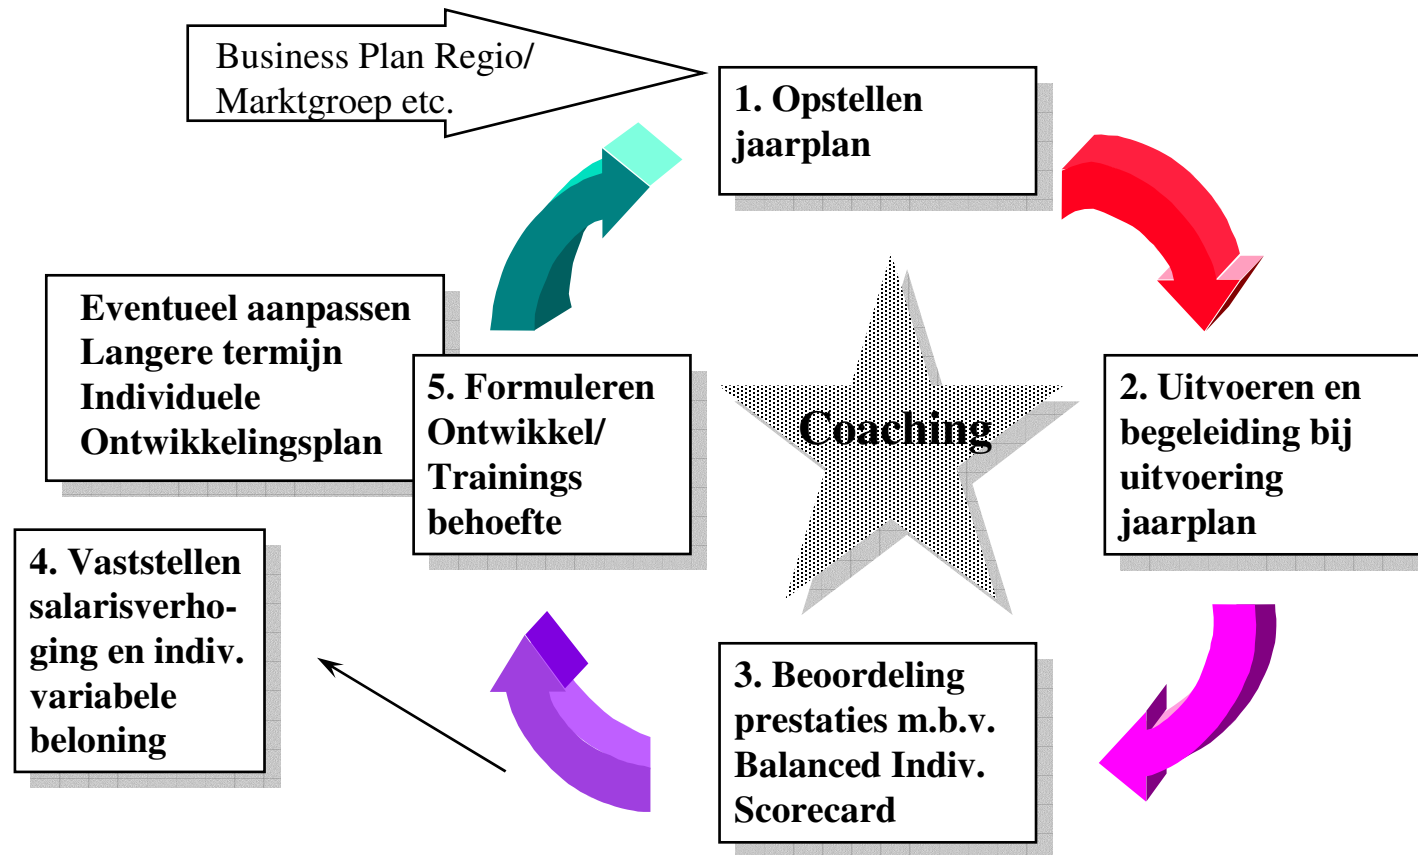 Business Plan Regio/
Marktgroep etc.
1. Opstellen
jaarplan
Eventueel aanpassen
Langere termijn
Individuele
Ontwikkelingsplan
5. Formuleren
Ontwikkel/
Trainings
behoefte
Coaching
2. Uitvoeren en
begeleiding bij
uitvoering
jaarplan
4. Vaststellen
salarisverho-
ging en indiv.
variabele
beloning
3. Beoordeling
prestaties m.b.v.
Balanced Indiv.
Scorecard